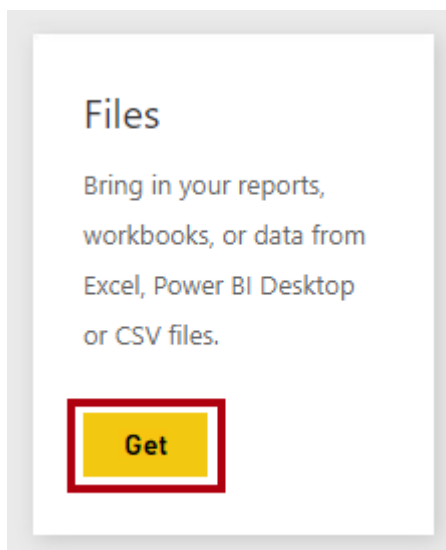 Files
Bring in your reports,
workbooks, or data from
Excel, Power BI Desktop
or CSV files.
Get